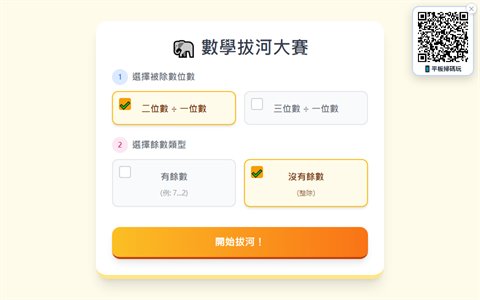 數學拔河大賽
1 選擇被除數位數
二位數 ÷ 一位數
三位數 ÷ 一位數
2 選擇餘數類型
有餘數
(例: 7...2)
沒有餘數
(整除)
開始拔河！
平板掃碼玩